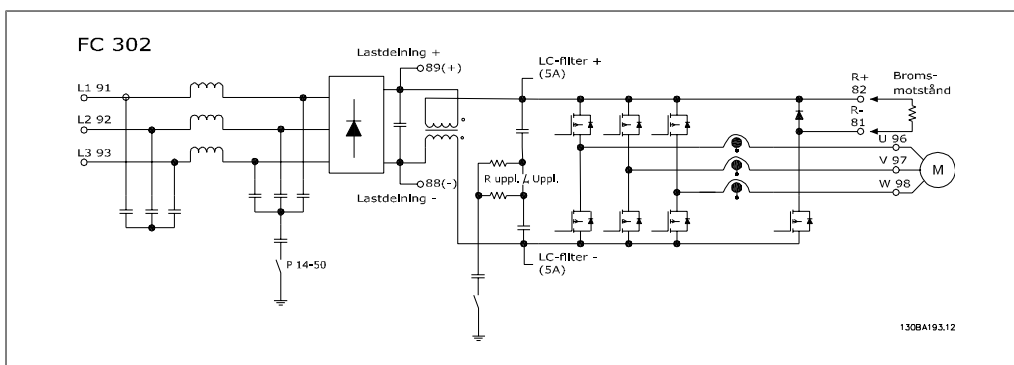 FC 302
Lastdelning +
89(+)
LC-filter +
(5A)
R+
82
Broms-
motstånd
R-
81
L1 91
L2 92
L3 93
U 96
V 97
W 98
M
R uppl.
Uppl.
88(-)
Lastdelning -
LC-filter -
(5A)
P 14-50
130BA193.12